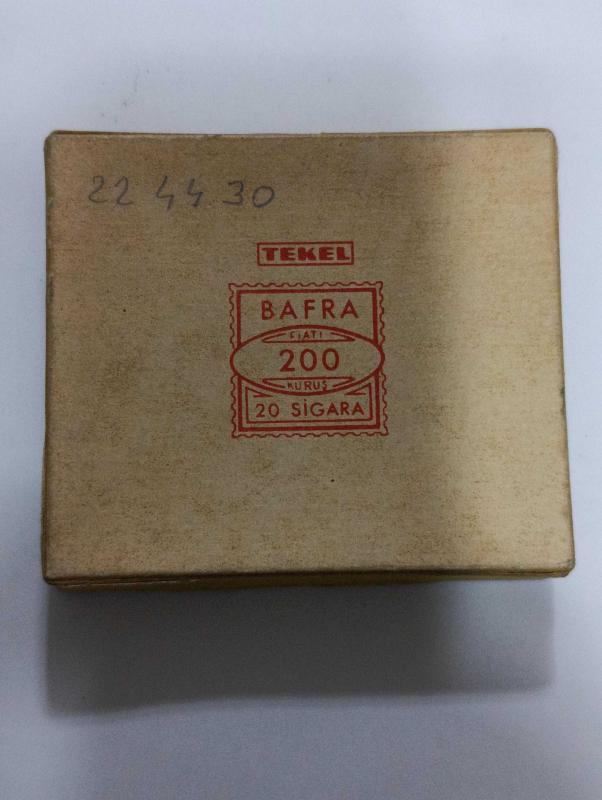 22 44 30
TEKEL
BAFRA
FİATI
200
KURUŞ
20 SİGARA